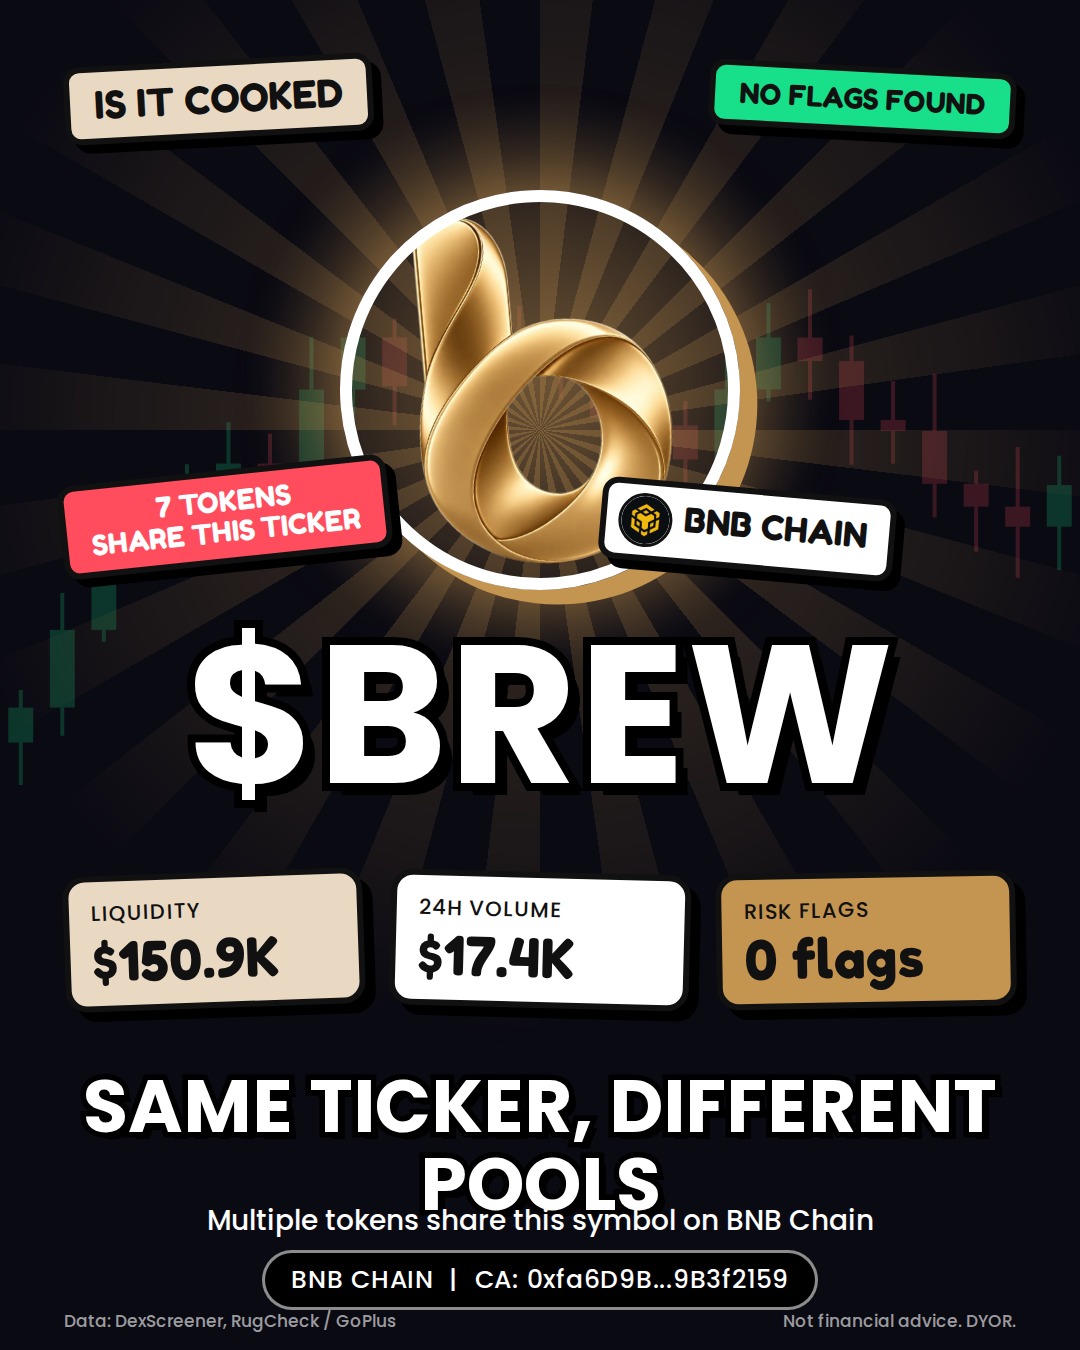 IS IT COOKED
NO FLAGS FOUND
7 TOKENS
SHARE THIS TICKER
BNB CHAIN
$BREW
LIQUIDITY
$150.9K
24H VOLUME
$17.4K
RISK FLAGS
0 flags
SAME TICKER, DIFFERENT
POOLS
Multiple tokens share this symbol on BNB Chain
BNB CHAIN | CA: 0xfa6D9B...9B3f2159
Data: DexScreener, RugCheck / GoPlus
Not financial advice. DYOR.